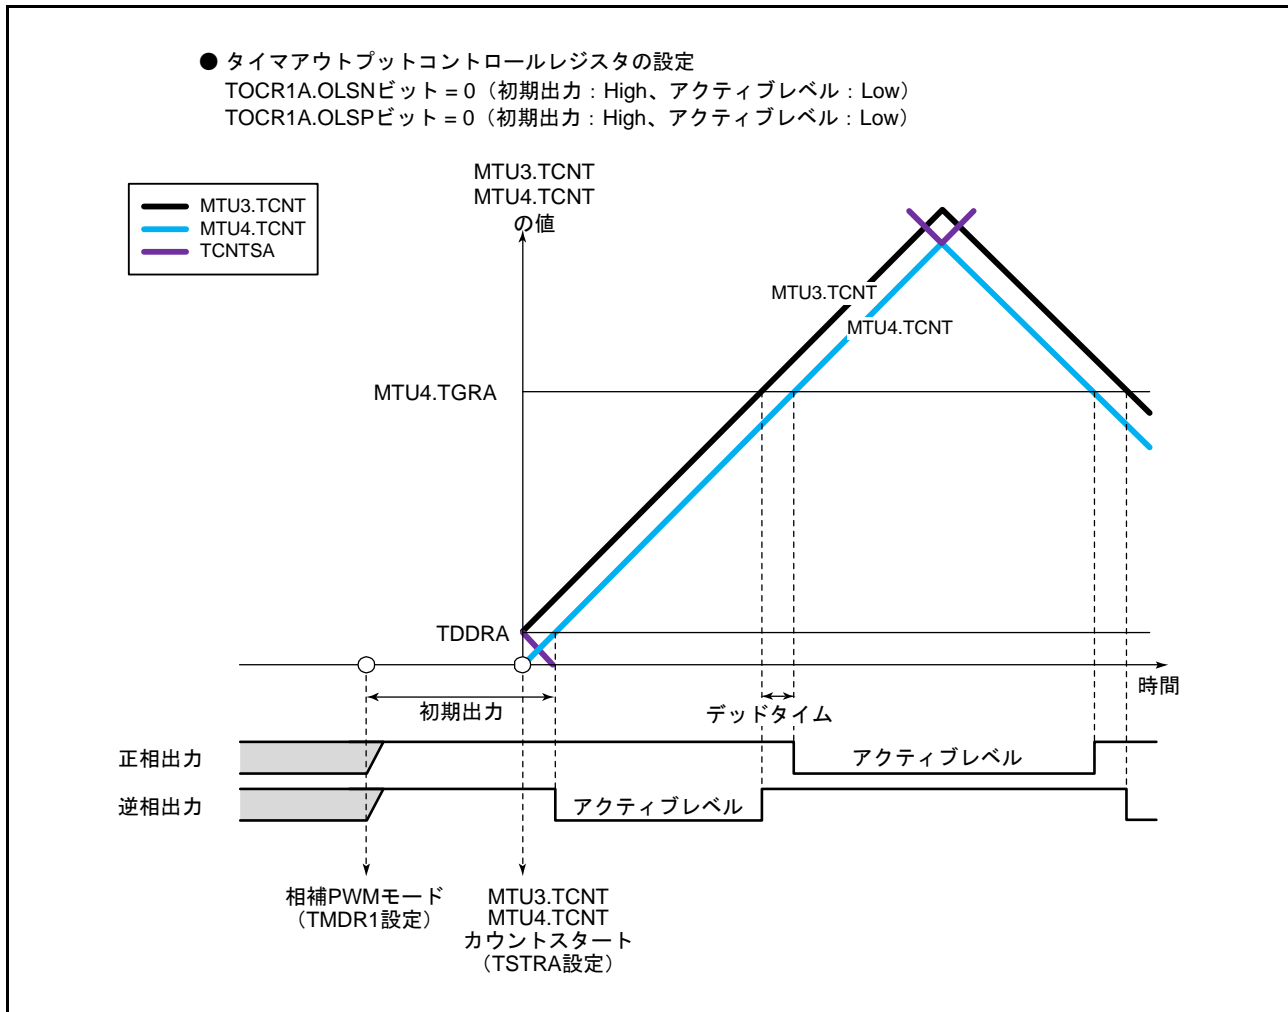 ● タイマアウトプットコントロールレジスタの設定
TOCR1A.OLSNビット = 0（初期出力：High、アクティブレベル：Low）
TOCR1A.OLSPビット = 0（初期出力：High、アクティブレベル：Low）
MTU3.TCNT
MTU4.TCNT
の値
MTU3.TCNT
MTU4.TCNT
TCNTSA
MTU3.TCNT
MTU4.TCNT
MTU4.TGRA
TDDRA
時間
初期出力
デッドタイム
正相出力
アクティブレベル
逆相出力
アクティブレベル
相補PWMモード
（TMDR1設定）
MTU3.TCNT
MTU4.TCNT
カウントスタート
（TSTRA設定）